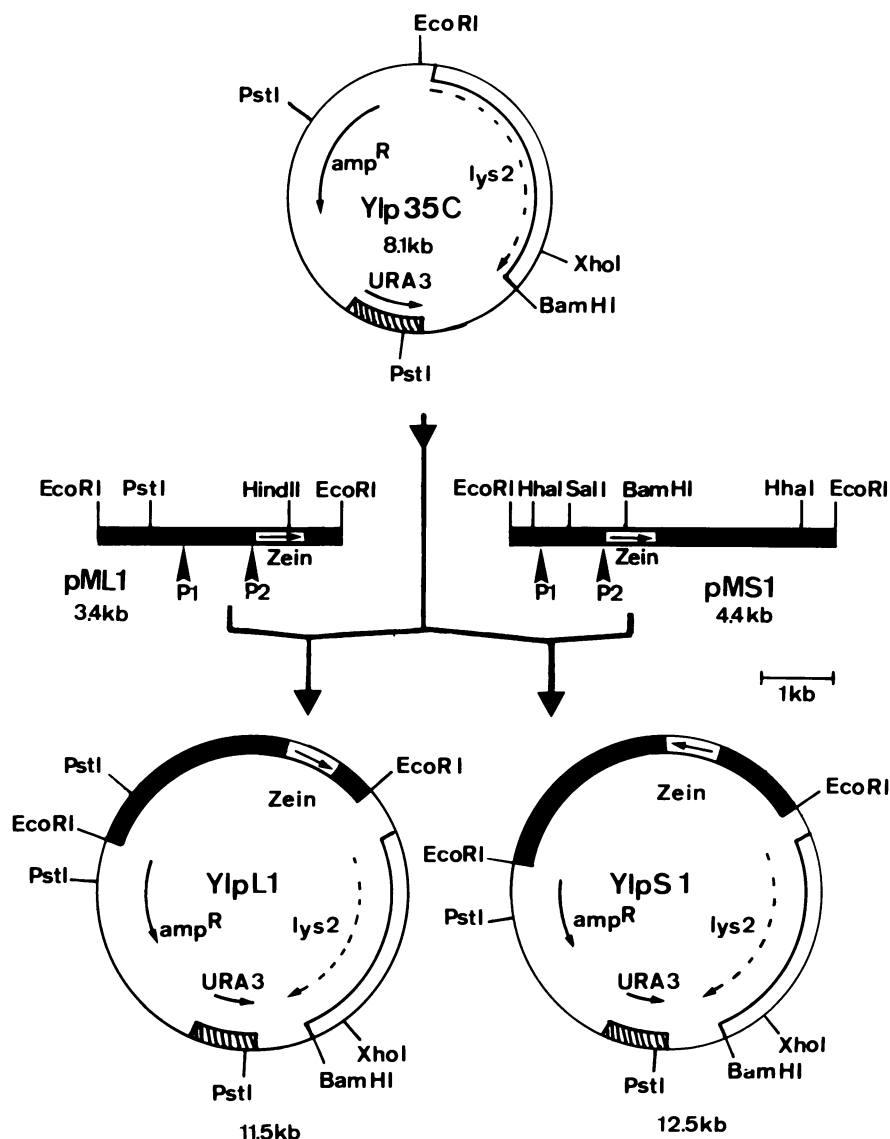 EcoRI
PstI
ampR
lys2
YIp35C
8.1kb
XhoI
URA3
BamHI
PstI
EcoRI PstI HindII EcoRI
Zein
P1 P2
pML1
3.4kb
EcoRI HhaI SalI BamHI HhaI EcoRI
Zein
P1 P2
pMS1
4.4kb
1kb
PstI
EcoRI
Zein
EcoRI
PstI
YIpL1
ampR
lys2
URA3
XhoI
BamHI
PstI
11.5kb
Zein
EcoRI
EcoRI
PstI
YIpS1
ampR
lys2
URA3
XhoI
BamHI
PstI
12.5kb